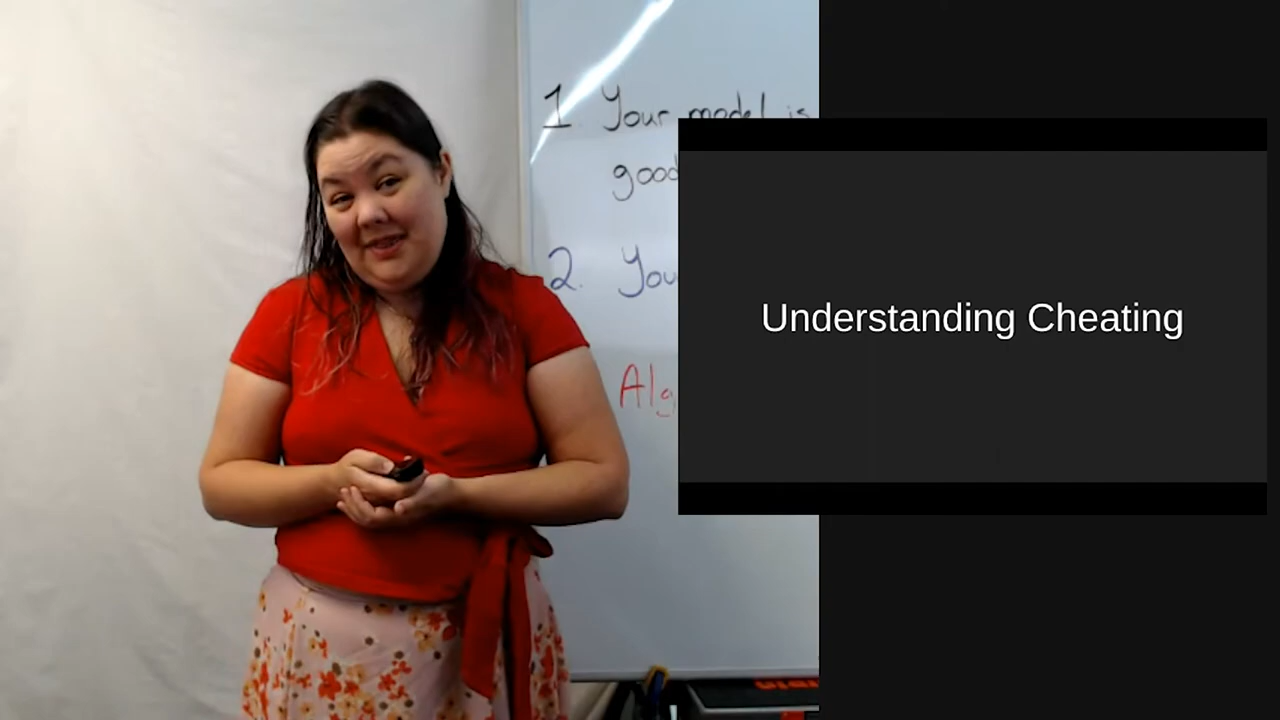 1. Your model is
good
2. You
Alg
Understanding Cheating